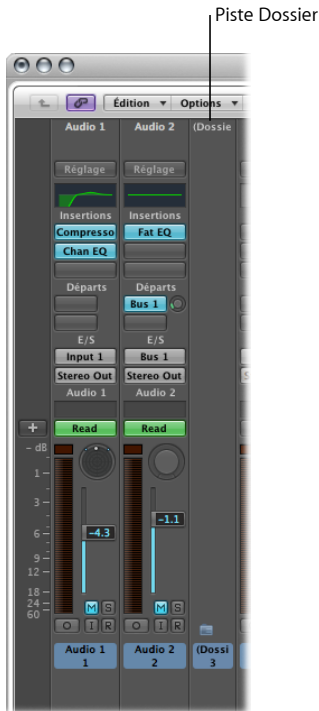 Piste Dossier
Édition Options
Audio 1 Audio 2 (Dossie
Réglage Réglage
Insertions Insertions
Compresso Fat EQ
Chan EQ
Départs Départs
Bus 1
E/S E/S
Input 1 Bus 1
Stereo Out Stereo Out
Audio 1 Audio 2
+ Read Read
- dB
1
3
-1.1
6 -4.3
9
12
18
24
60
M S M S
O I R O I R
Audio 1 Audio 2 (Dossi
1 2 3